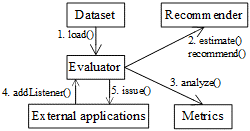 Dataset
Recommender
1. load()
2. estimate()
recommend()
Evaluator
3. analyze()
4. addListener()
5. issue()
External applications
Metrics